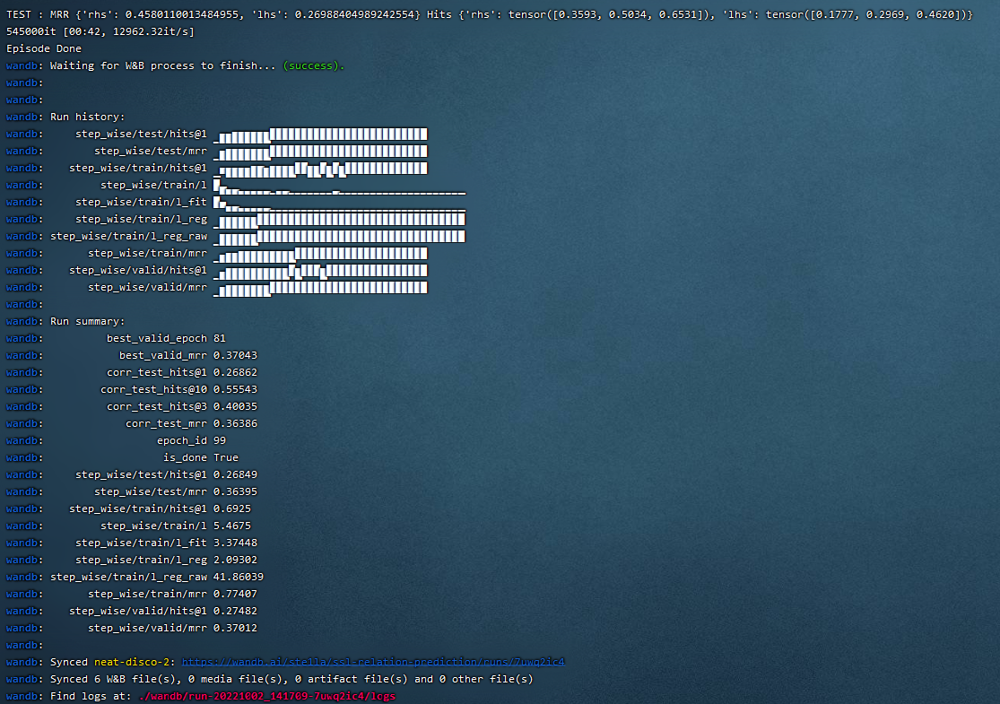 TEST : MRR {'rhs': 0.4580110013484955, 'lhs': 0.26988404989242554} Hits {'rhs': tensor([0.3593, 0.5034, 0.6531]), 'lhs': tensor([0.1777, 0.2969, 0.4620])}
545000it [00:42, 12962.32it/s]
Episode Done
wandb: Waiting for W&B process to finish... (success).
wandb:
wandb:
wandb: Run history:
wandb: step_wise/test/hits@1
wandb: step_wise/test/mrr
wandb: step_wise/train/hits@1
wandb: step_wise/train/l
wandb: step_wise/train/l_fit
wandb: step_wise/train/l_reg
wandb: step_wise/train/l_reg_raw
wandb: step_wise/train/mrr
wandb: step_wise/valid/hits@1
wandb: step_wise/valid/mrr
wandb:
wandb: Run summary:
wandb: best_valid_epoch 81
wandb: best_valid_mrr 0.37043
wandb: corr_test_hits@1 0.26862
wandb: corr_test_hits@10 0.55543
wandb: corr_test_hits@3 0.40035
wandb: corr_test_mrr 0.36386
wandb: epoch_id 99
wandb: is_done True
wandb: step_wise/test/hits@1 0.26849
wandb: step_wise/test/mrr 0.36395
wandb: step_wise/train/hits@1 0.6925
wandb: step_wise/train/l 5.4675
wandb: step_wise/train/l_fit 3.37448
wandb: step_wise/train/l_reg 2.09302
wandb: step_wise/train/l_reg_raw 41.86039
wandb: step_wise/train/mrr 0.77407
wandb: step_wise/valid/hits@1 0.27482
wandb: step_wise/valid/mrr 0.37012
wandb:
wandb: Synced neat-disco-2: https://wandb.ai/ste11a/ssl-relation-prediction/runs/7uwq2ic4
wandb: Synced 6 W&B file(s), 0 media file(s), 0 artifact file(s) and 0 other file(s)
wandb: Find logs at: ./wandb/run-20221002_141709-7uwq2ic4/logs